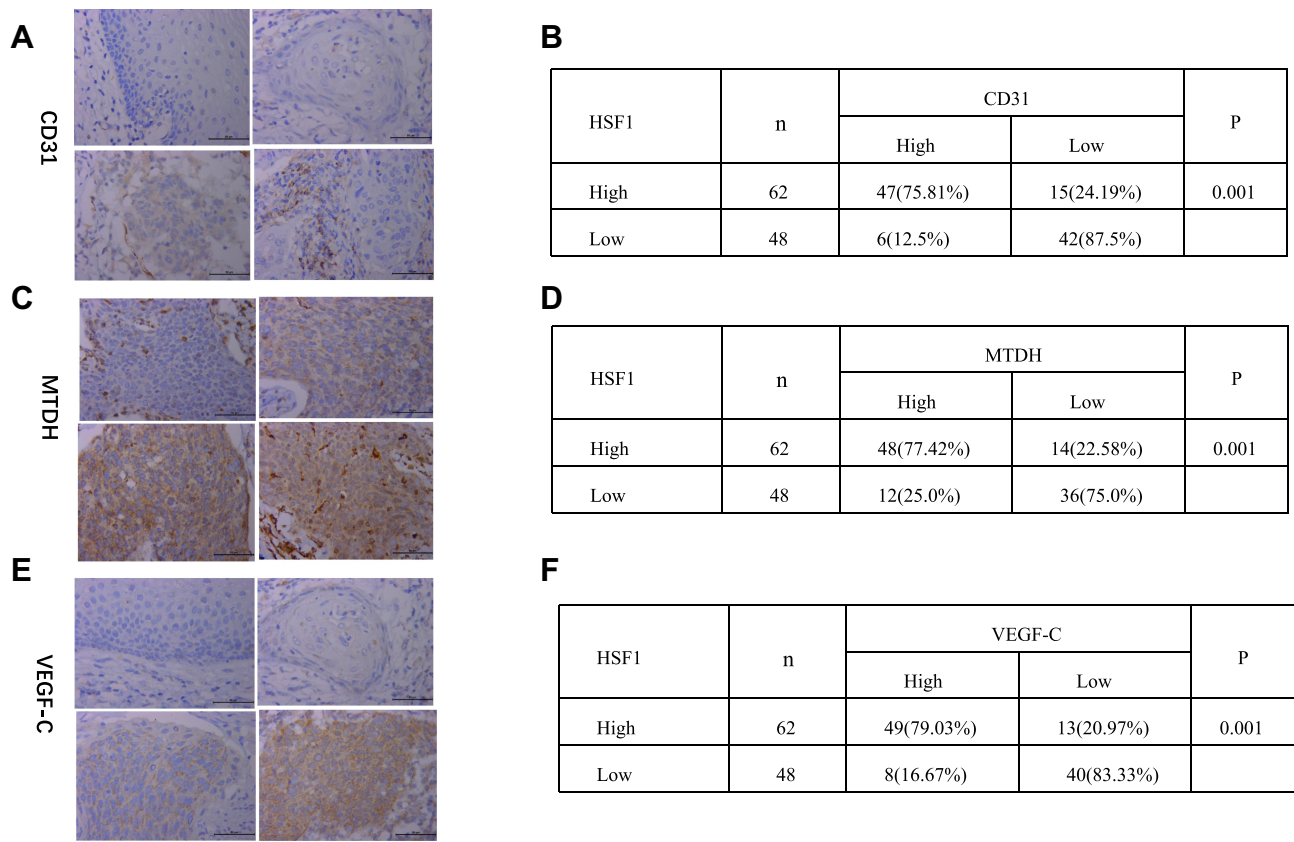 A
CD31
B
HSF1 n CD31 P
High Low
High 62 47(75.81%) 15(24.19%) 0.001
Low 48 6(12.5%) 42(87.5%)
C
MTDH
D
HSF1 n MTDH P
High Low
High 62 48(77.42%) 14(22.58%) 0.001
Low 48 12(25.0%) 36(75.0%)
E
VEGF-C
F
HSF1 n VEGF-C P
High Low
High 62 49(79.03%) 13(20.97%) 0.001
Low 48 8(16.67%) 40(83.33%)